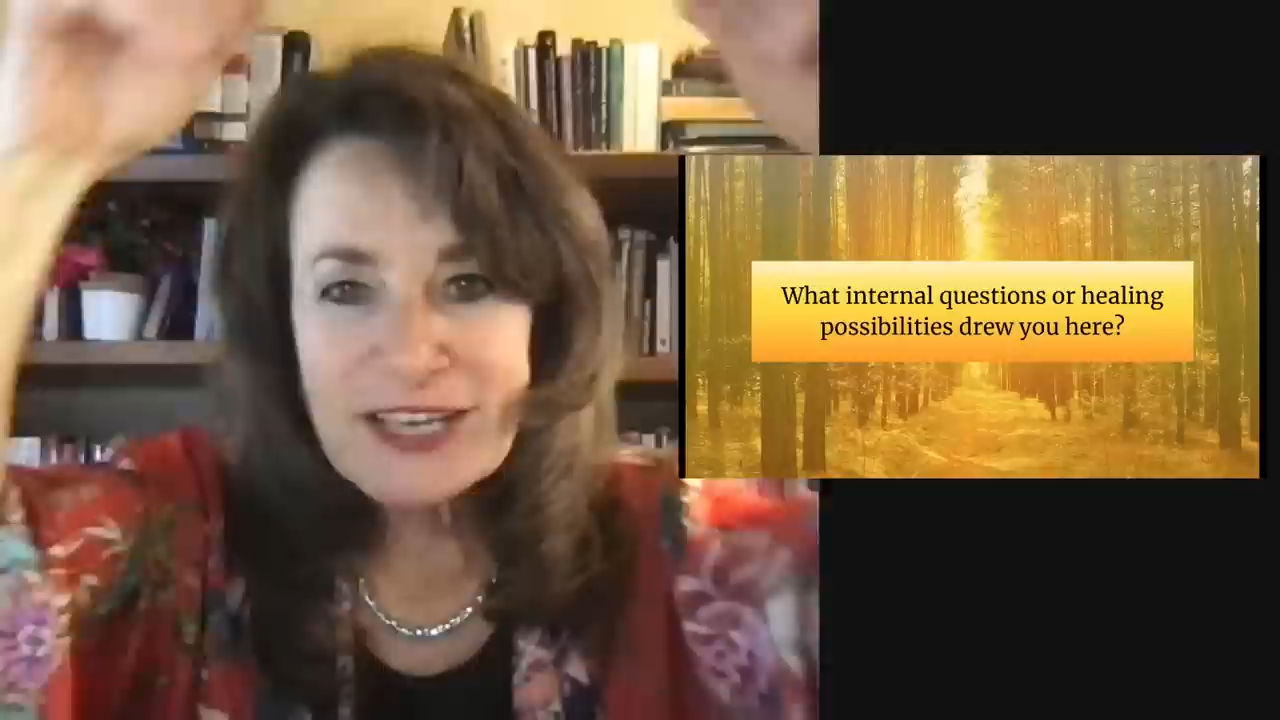 What internal questions or healing
possibilities drew you here?